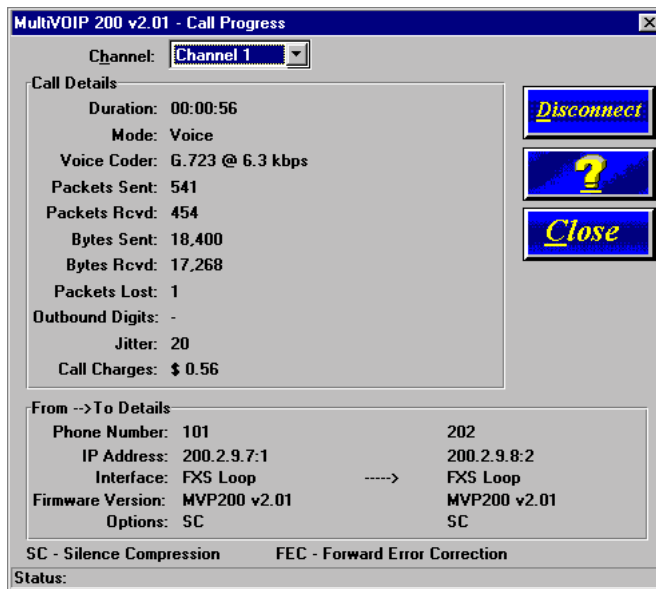 MultiVOIP 200 v2.01 - Call Progress
Channel: Channel 1
Call Details
Duration: 00:00:56
Mode: Voice
Voice Coder: G.723 @ 6.3 kbps
Packets Sent: 541
Packets Rcvd: 454
Bytes Sent: 18,400
Bytes Rcvd: 17,268
Packets Lost: 1
Outbound Digits: -
Jitter: 20
Call Charges: $ 0.56
Disconnect
?
Close
From -->To Details
Phone Number: 101 202
IP Address: 200.2.9.7:1 200.2.9.8:2
Interface: FXS Loop -----> FXS Loop
Firmware Version: MVP200 v2.01 MVP200 v2.01
Options: SC SC
SC - Silence Compression FEC - Forward Error Correction
Status: